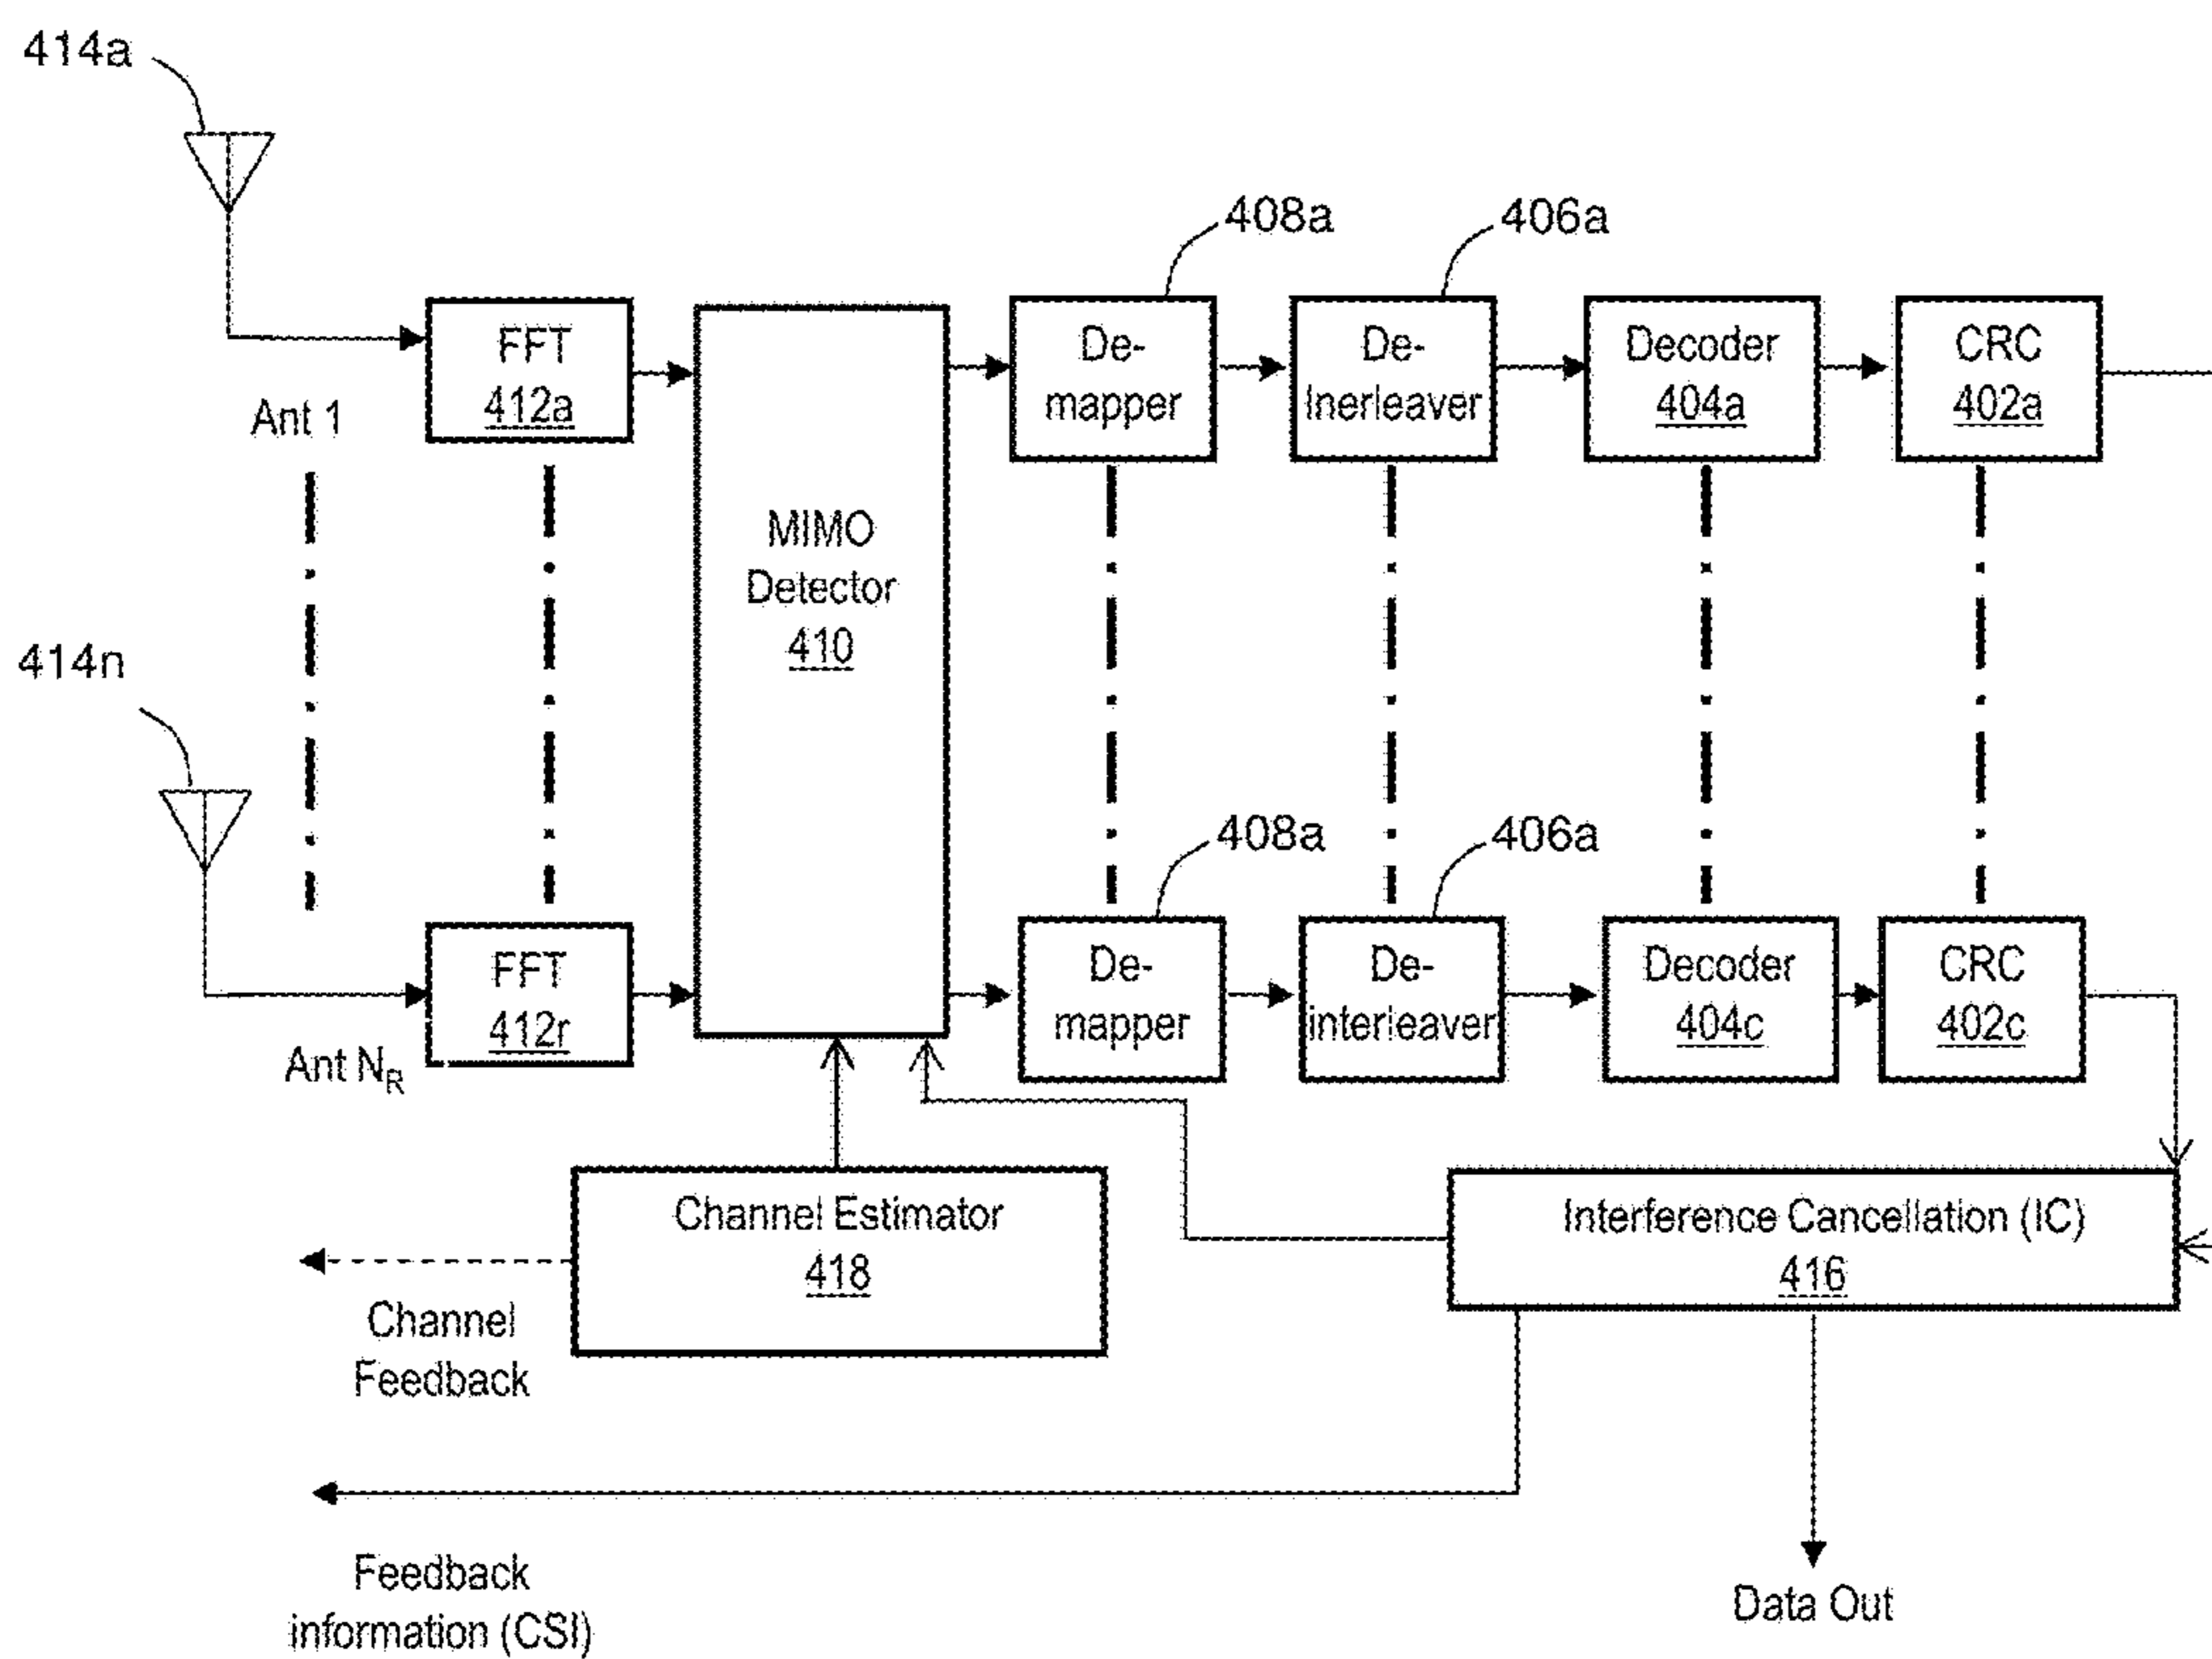 414a
408a
406a
FFT
412a
De-
mapper
De-
Inerleaver
Decoder
404a
CRC
402a
Ant 1
MIMO
Detector
410
414n
408a
406a
FFT
412r
De-
mapper
De-
interleaver
Decoder
404c
CRC
402c
Ant NR
Channel Estimator
418
Interference Cancellation (IC)
416
Channel
Feedback
Feedback
information (CSI)
Data Out